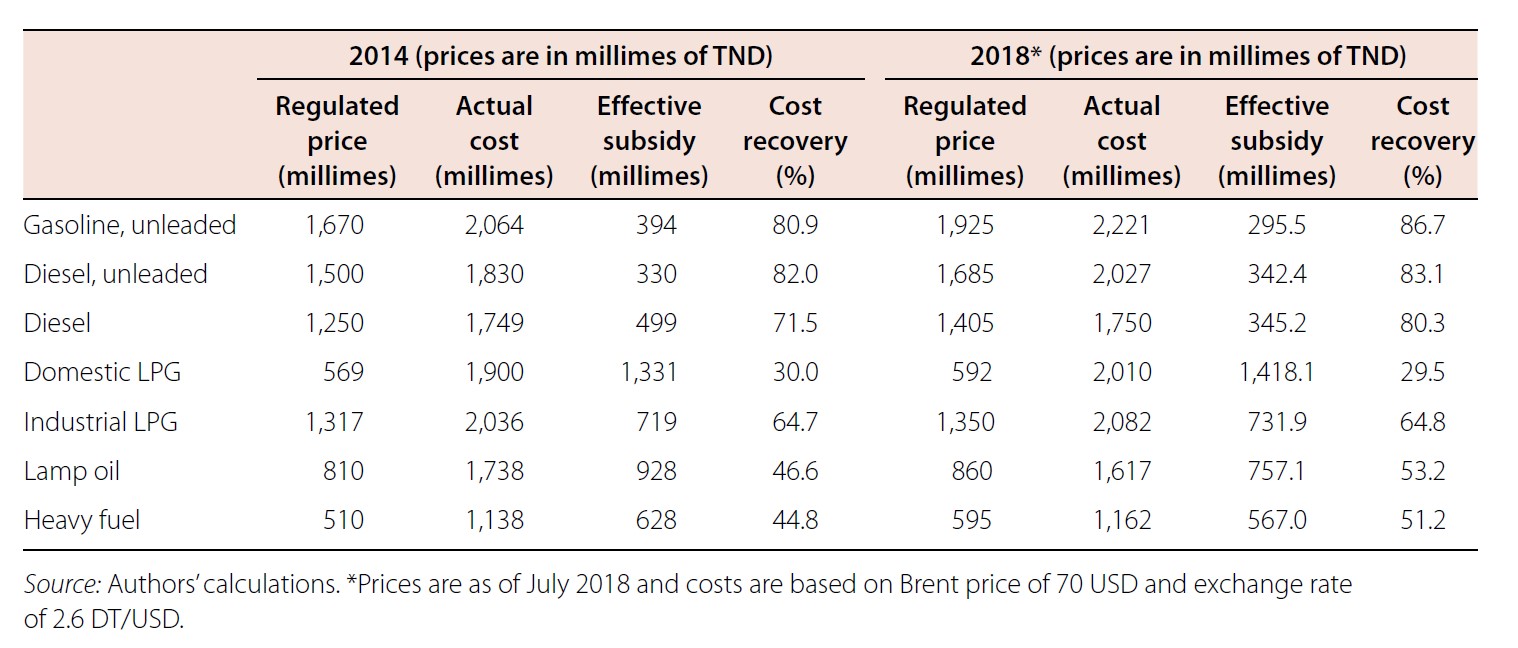 2014 (prices are in millimes of TND) 2018* (prices are in millimes of TND)
Regulated Actual Effective Cost Regulated Actual Effective Cost
price cost subsidy recovery price cost subsidy recovery
(millimes) (millimes) (millimes) (%) (millimes) (millimes) (millimes) (%)
Gasoline, unleaded 1,670 2,064 394 80.9 1,925 2,221 295.5 86.7
Diesel, unleaded 1,500 1,830 330 82.0 1,685 2,027 342.4 83.1
Diesel 1,250 1,749 499 71.5 1,405 1,750 345.2 80.3
Domestic LPG 569 1,900 1,331 30.0 592 2,010 1,418.1 29.5
Industrial LPG 1,317 2,036 719 64.7 1,350 2,082 731.9 64.8
Lamp oil 810 1,738 928 46.6 860 1,617 757.1 53.2
Heavy fuel 510 1,138 628 44.8 595 1,162 567.0 51.2
Source: Authors’ calculations. *Prices are as of July 2018 and costs are based on Brent price of 70 USD and exchange rate
of 2.6 DT/USD.